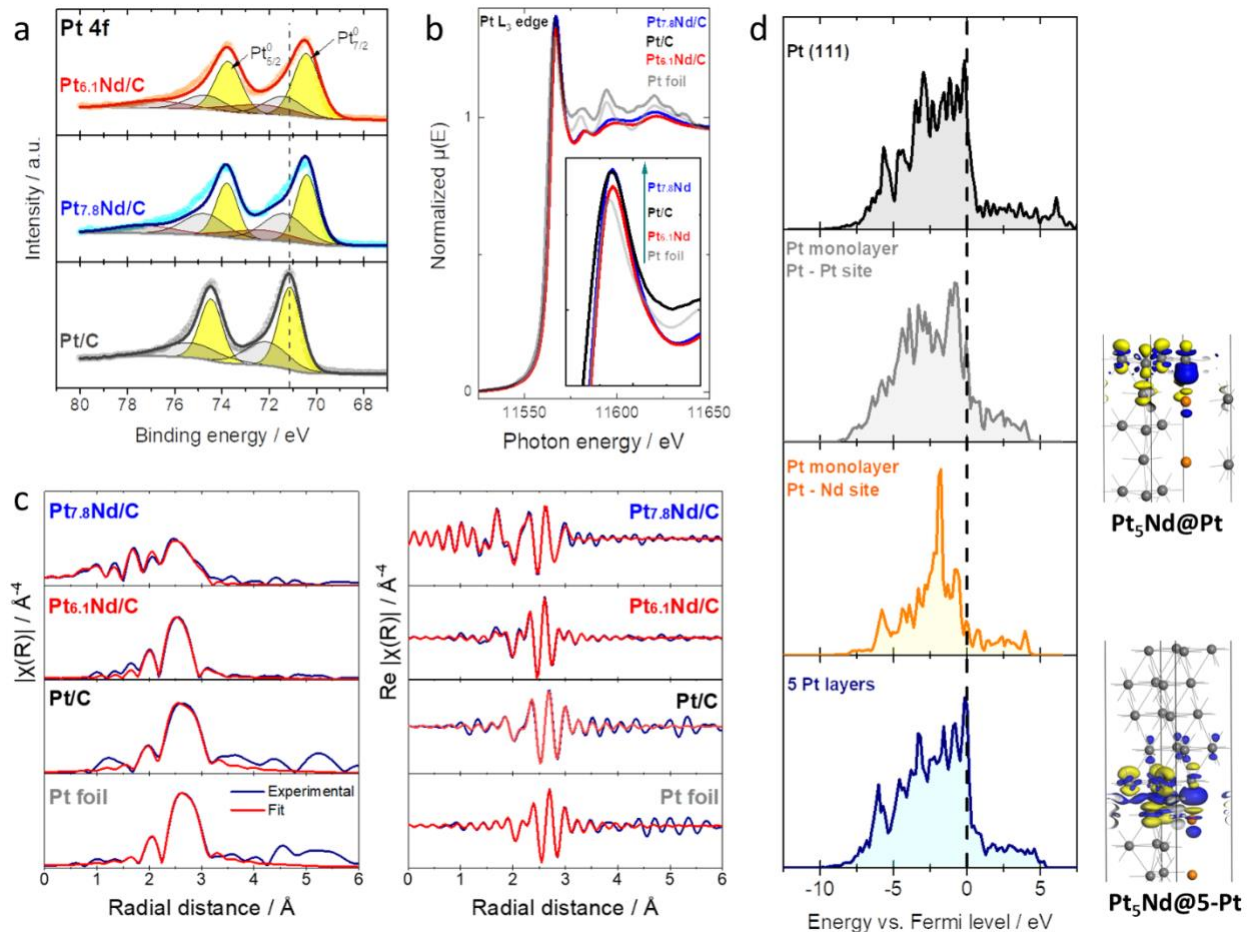 a
Pt 4f
Pt⁰5/2
Pt⁰7/2
Pt6.1Nd/C
Pt7.8Nd/C
Pt/C
Intensity / a.u.
80 78 76 74 72 70 68
Binding energy / eV
b
Pt L3 edge
Pt7.8Nd/C
Pt/C
Pt6.1Nd/C
Pt foil
Pt7.8Nd
Pt/C
Pt6.1Nd
Pt foil
Normalized μ(E)
1
0
11550 11600 11650
Photon energy / eV
c
Pt7.8Nd/C
Pt6.1Nd/C
Pt/C
Pt foil
Experimental
Fit
|χ(R)| / Å-4
0 1 2 3 4 5 6
Radial distance / Å
Pt7.8Nd/C
Pt6.1Nd/C
Pt/C
Pt foil
Re |χ(R)| / Å-4
0 1 2 3 4 5 6
Radial distance / Å
d
Pt (111)
Pt monolayer
Pt - Pt site
Pt monolayer
Pt - Nd site
5 Pt layers
-10 -5 0 5
Energy vs. Fermi level / eV
Pt5Nd@Pt
Pt5Nd@5-Pt